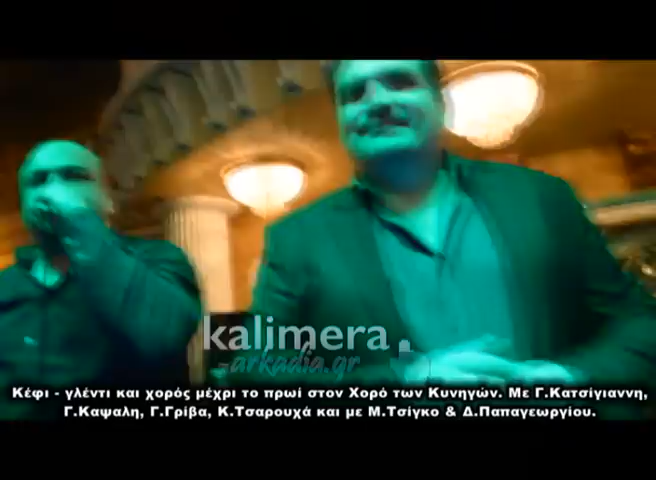 kalimera
-arkadia.gr
Κέφι - γλέντι και χορός μέχρι το πρωί στον Χορό των Κυνηγών. Με Γ.Κατσίγιαννη,
Γ.Καψαλη, Γ.Γρίβα, Κ.Τσαρουχά και με Μ.Τσίγκο & Δ.Παπαγεωργίου.